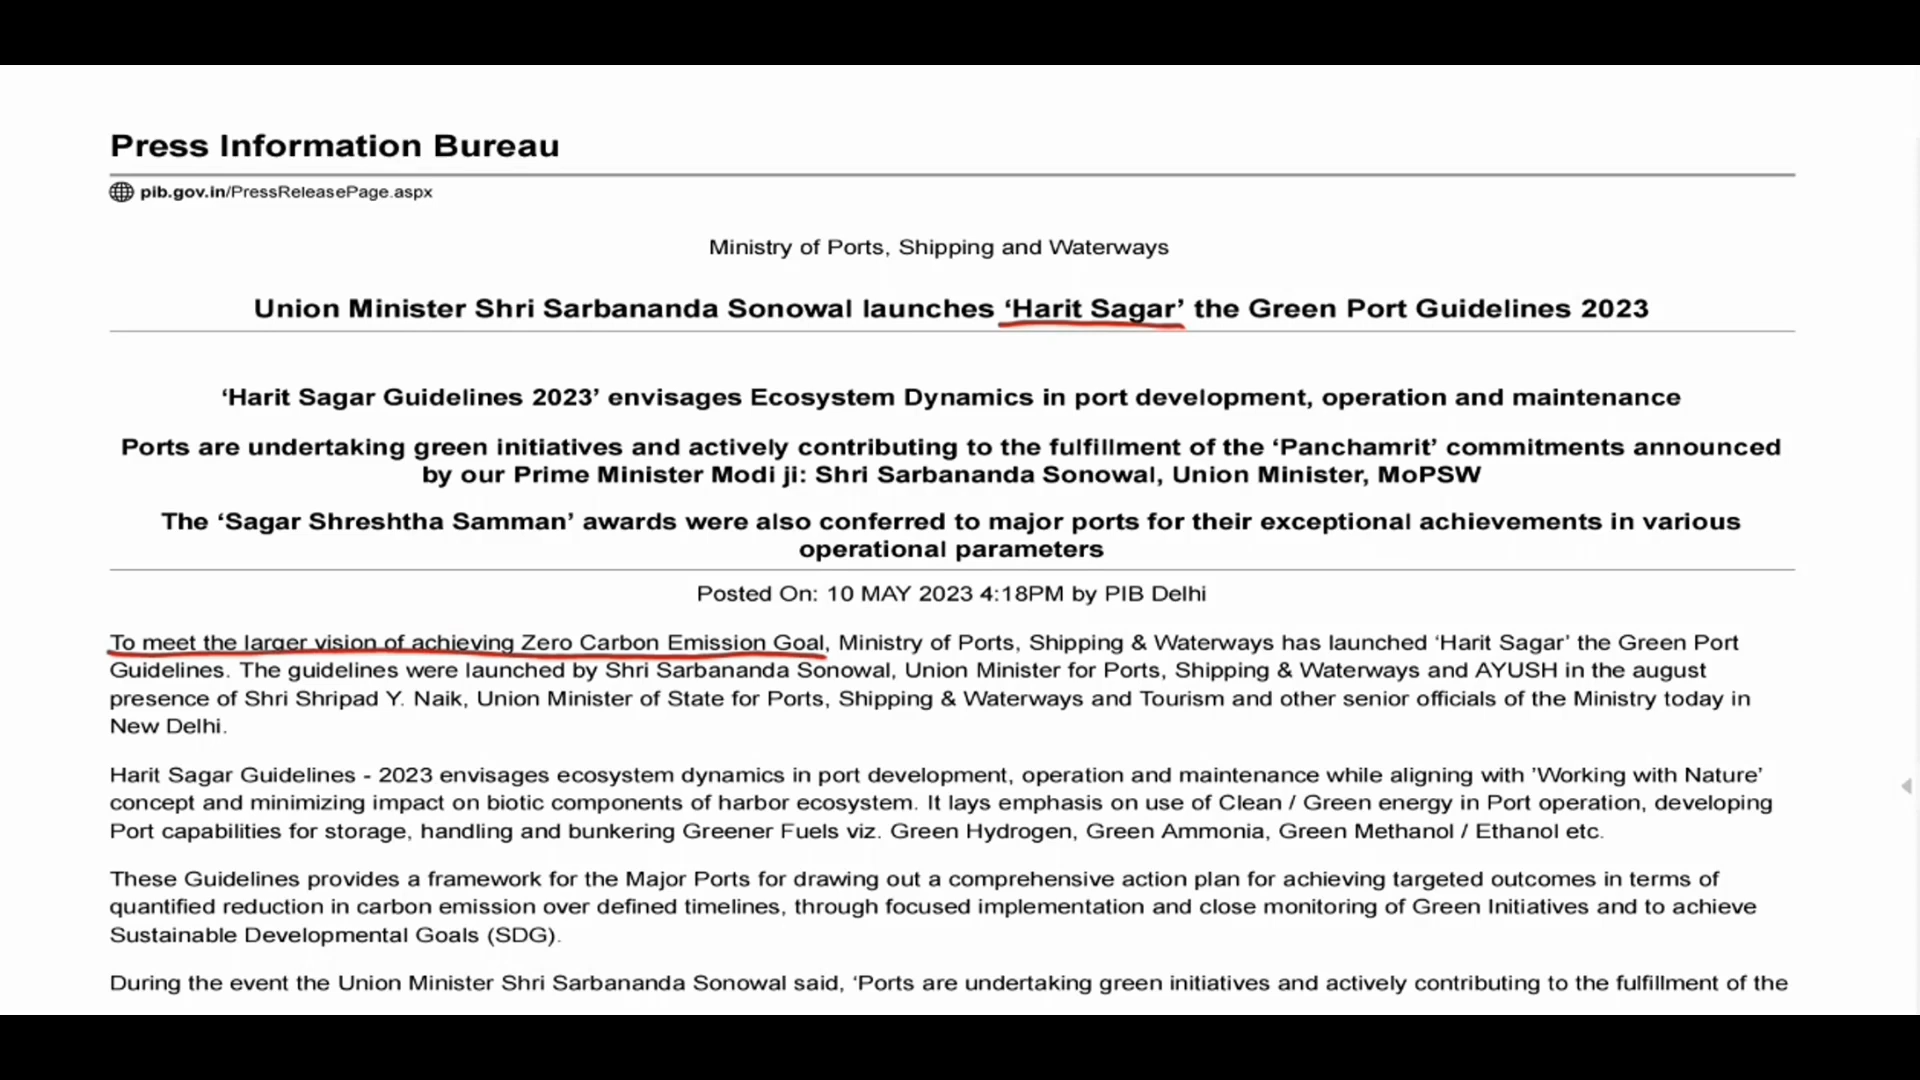 Press Information Bureau
pib.gov.in/PressReleasePage.aspx
Ministry of Ports, Shipping and Waterways
Union Minister Shri Sarbananda Sonowal launches ‘Harit Sagar’ the Green Port Guidelines 2023
‘Harit Sagar Guidelines 2023’ envisages Ecosystem Dynamics in port development, operation and maintenance
Ports are undertaking green initiatives and actively contributing to the fulfillment of the ‘Panchamrit’ commitments announced
by our Prime Minister Modi ji: Shri Sarbananda Sonowal, Union Minister, MoPSW
The ‘Sagar Shreshtha Samman’ awards were also conferred to major ports for their exceptional achievements in various
operational parameters
Posted On: 10 MAY 2023 4:18PM by PIB Delhi
To meet the larger vision of achieving Zero Carbon Emission Goal, Ministry of Ports, Shipping & Waterways has launched ‘Harit Sagar’ the Green Port
Guidelines. The guidelines were launched by Shri Sarbananda Sonowal, Union Minister for Ports, Shipping & Waterways and AYUSH in the august
presence of Shri Shripad Y. Naik, Union Minister of State for Ports, Shipping & Waterways and Tourism and other senior officials of the Ministry today in
New Delhi.
Harit Sagar Guidelines - 2023 envisages ecosystem dynamics in port development, operation and maintenance while aligning with 'Working with Nature’
concept and minimizing impact on biotic components of harbor ecosystem. It lays emphasis on use of Clean / Green energy in Port operation, developing
Port capabilities for storage, handling and bunkering Greener Fuels viz. Green Hydrogen, Green Ammonia, Green Methanol / Ethanol etc.
These Guidelines provides a framework for the Major Ports for drawing out a comprehensive action plan for achieving targeted outcomes in terms of
quantified reduction in carbon emission over defined timelines, through focused implementation and close monitoring of Green Initiatives and to achieve
Sustainable Developmental Goals (SDG).
During the event the Union Minister Shri Sarbananda Sonowal said, ‘Ports are undertaking green initiatives and actively contributing to the fulfillment of the